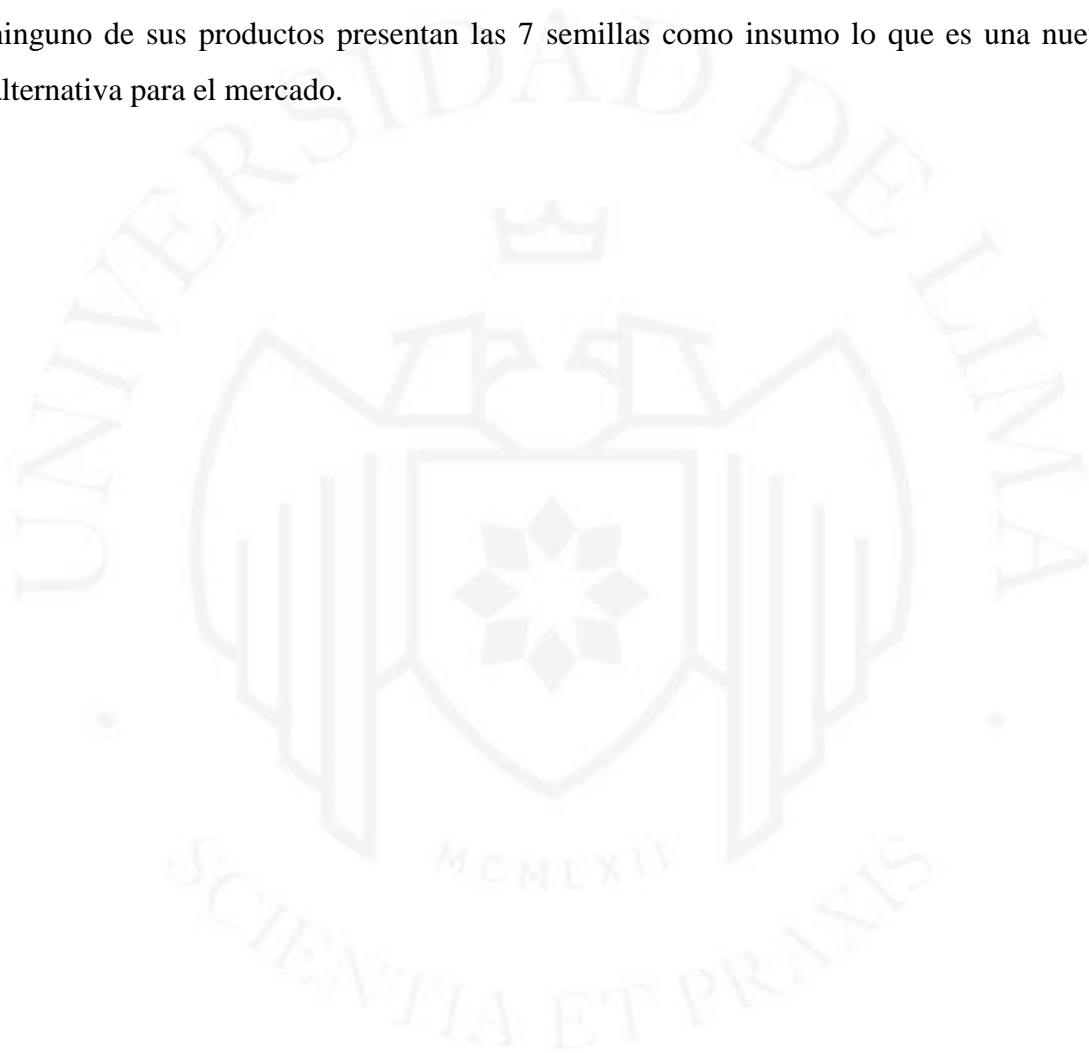 ninguno de sus productos presentan las 7 semillas como insumo lo que es una nue
alternativa para el mercado.
UNIVERSIDAD DE LIMA
MCMLXII
SCIENTIA ET PRAXIS